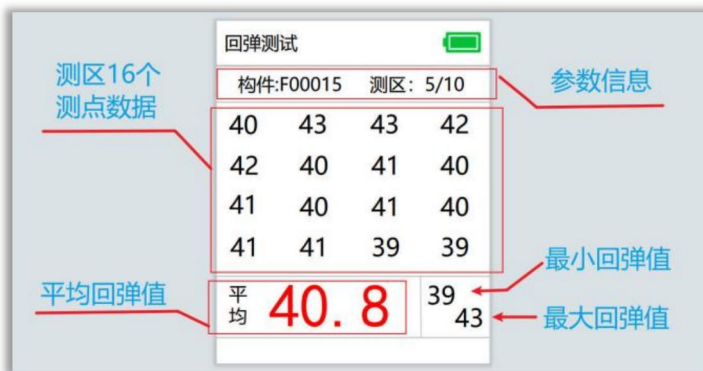 回弹测试
测区16个
测点数据
构件:F00015 测区: 5/10
参数信息
40 43 43 42
42 40 41 40
41 40 41 40
41 41 39 39
最小回弹值
平均回弹值
平均
40. 8
39
43
最大回弹值